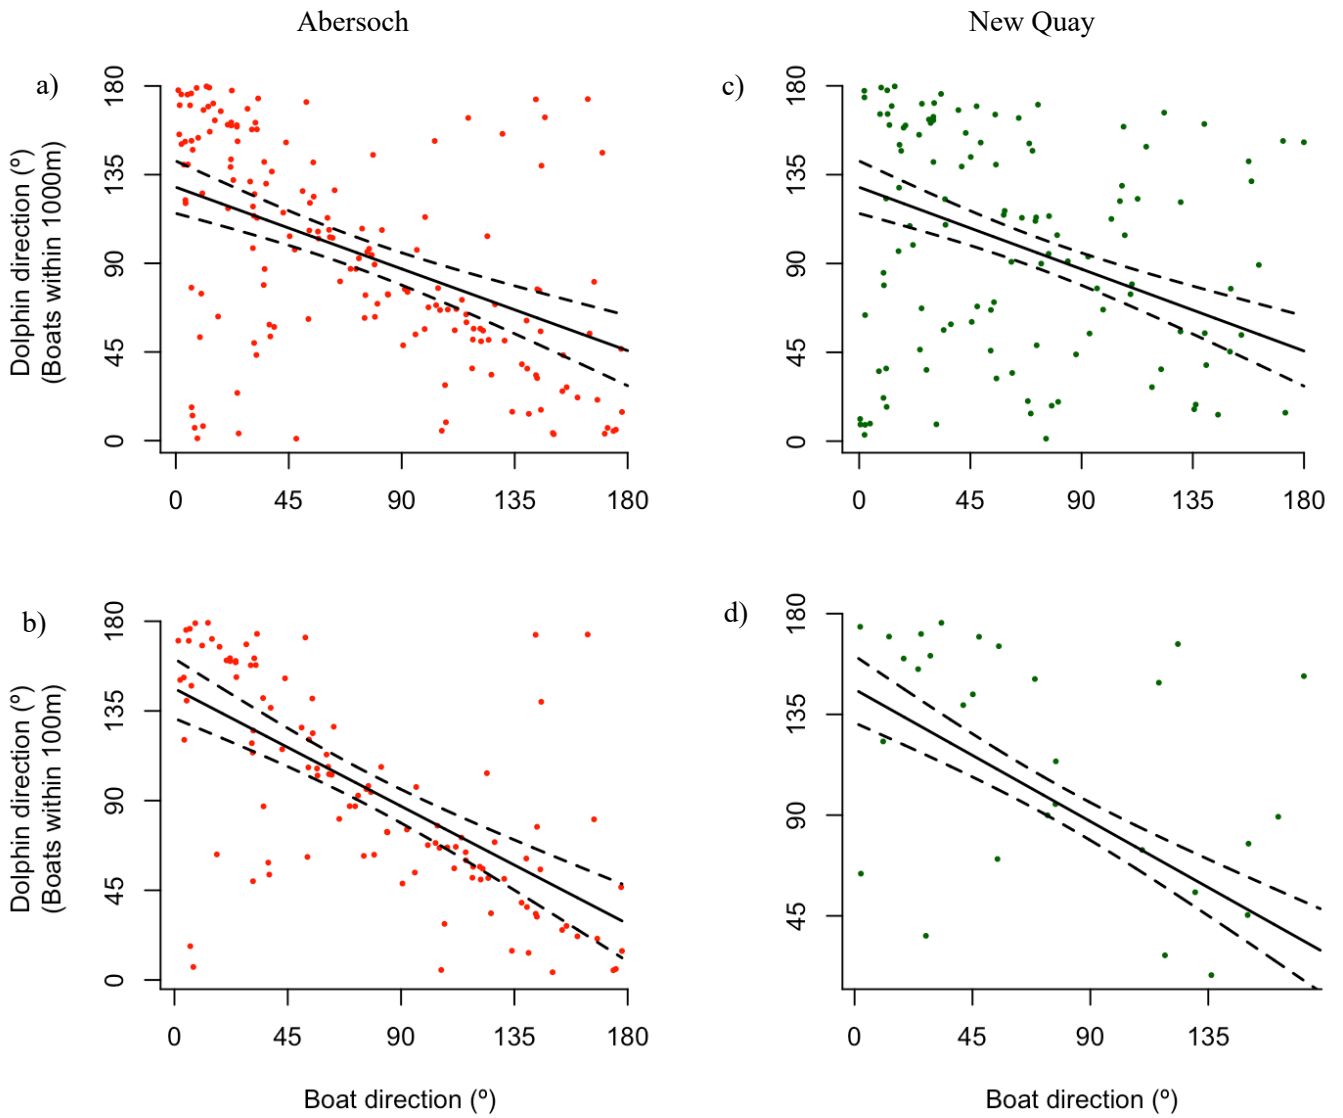 Abersoch
New Quay
a)
Dolphin direction (º)
(Boats within 1000m)
180
135
90
45
0
0 45 90 135 180
c)
180
135
90
45
0
0 45 90 135 180
b)
Dolphin direction (º)
(Boats within 100m)
180
135
90
45
0
0 45 90 135 180
Boat direction (º)
d)
180
135
90
45
0 45 90 135
Boat direction (º)